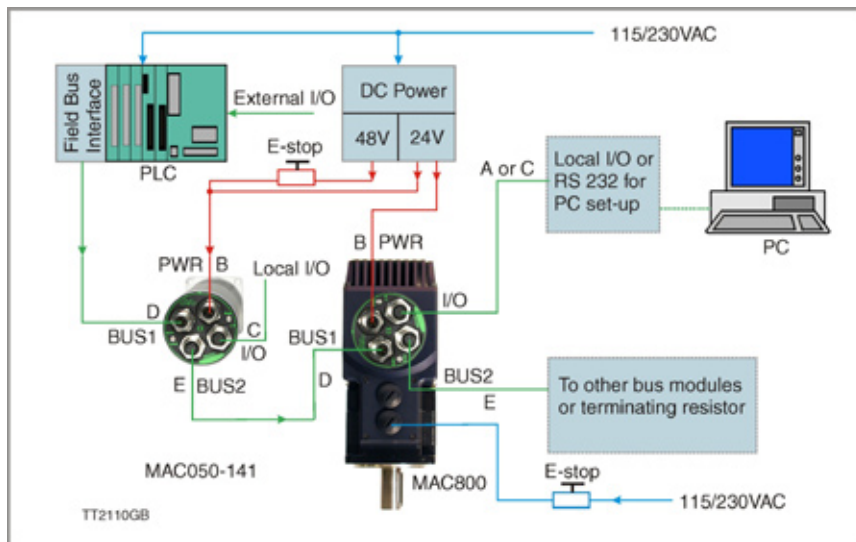 115/230VAC
Field Bus
Interface
PLC
External I/O
DC Power
48V
24V
E-stop
A or C
Local I/O or
RS 232 for
PC set-up
PC
PWR
B
Local I/O
D
BUS1
C
I/O
E
BUS2
B
PWR
I/O
BUS1
D
BUS2
E
To other bus modules
or terminating resistor
MAC050-141
MAC800
E-stop
115/230VAC
TT2110GB